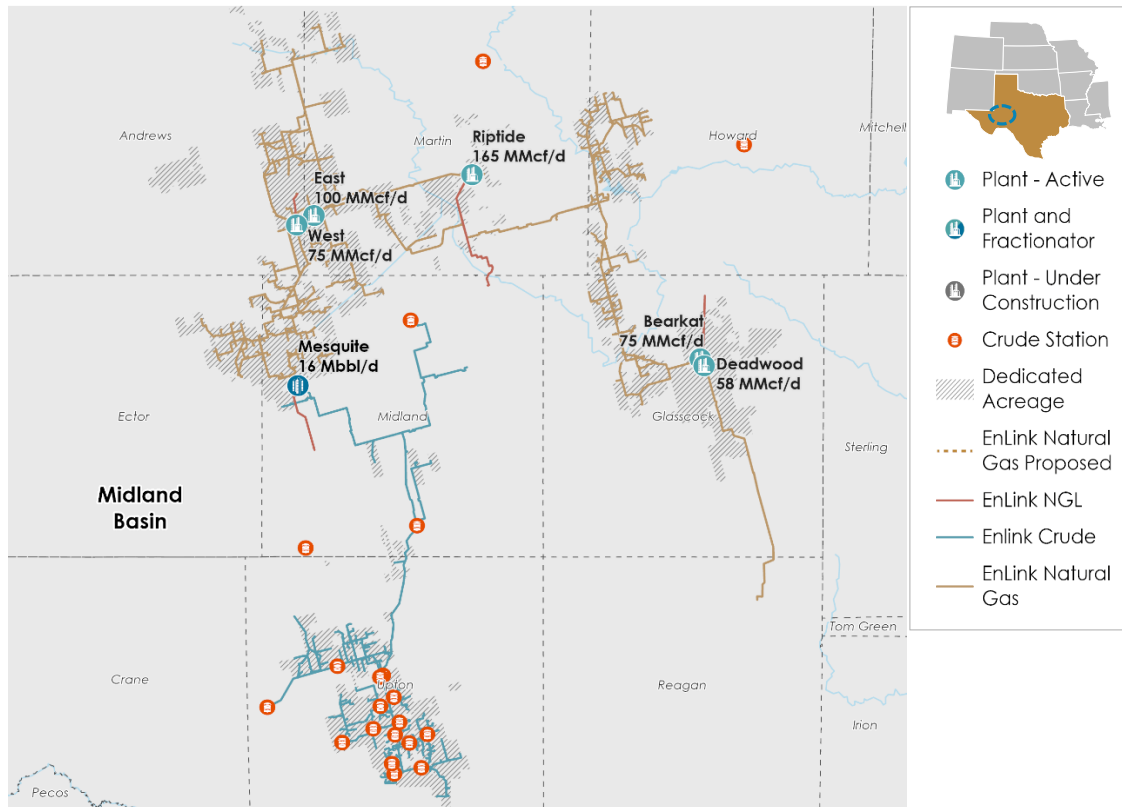 Andrews
Martin
Howard
Mitchell
Riptide
165 MMcf/d
East
100 MMcf/d
West
75 MMcf/d
Bearkat
75 MMcf/d
Deadwood
58 MMcf/d
Mesquite
16 Mbbl/d
Ector
Midland
Glasscock
Sterling
Midland
Basin
Tom Green
Crane
Upton
Reagan
Irion
Pecos
Plant - Active
Plant and
Fractionator
Plant - Under
Construction
Crude Station
Dedicated
Acreage
EnLink Natural
Gas Proposed
EnLink NGL
Enlink Crude
EnLink Natural
Gas